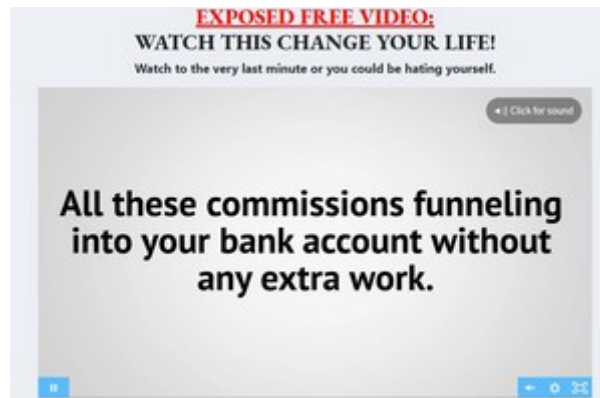 EXPOSED FREE VIDEO:
WATCH THIS CHANGE YOUR LIFE!
Watch to the very last minute or you could be hating yourself.
Click for sound
All these commissions funneling
into your bank account without
any extra work.